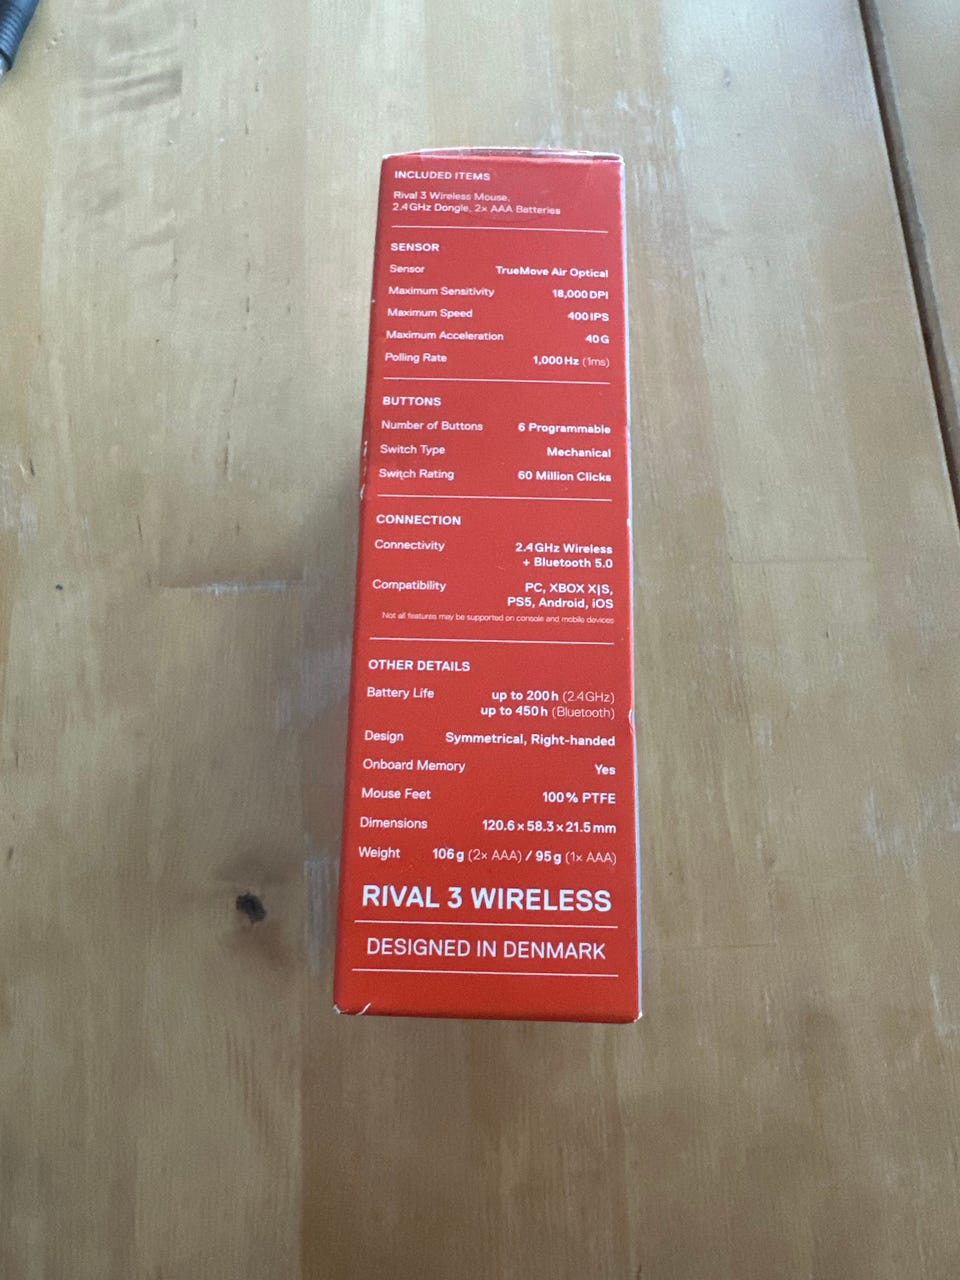 INCLUDED ITEMS
Rival 3 Wireless Mouse,
2.4GHz Dongle, 2x AAA Batteries
SENSOR
Sensor TrueMove Air Optical
Maximum Sensitivity 18,000 DPI
Maximum Speed 400 IPS
Maximum Acceleration 40 G
Polling Rate 1,000 Hz (1ms)
BUTTONS
Number of Buttons 6 Programmable
Switch Type Mechanical
Switch Rating 60 Million Clicks
CONNECTION
Connectivity 2.4GHz Wireless
+ Bluetooth 5.0
Compatibility PC, XBOX X|S,
PS5, Android, iOS
Not all features may be supported on console and mobile devices
OTHER DETAILS
Battery Life up to 200 h (2.4GHz)
up to 450 h (Bluetooth)
Design Symmetrical, Right-handed
Onboard Memory Yes
Mouse Feet 100% PTFE
Dimensions 120.6 x 58.3 x 21.5 mm
Weight 106 g (2x AAA) / 95 g (1x AAA)
RIVAL 3 WIRELESS
DESIGNED IN DENMARK